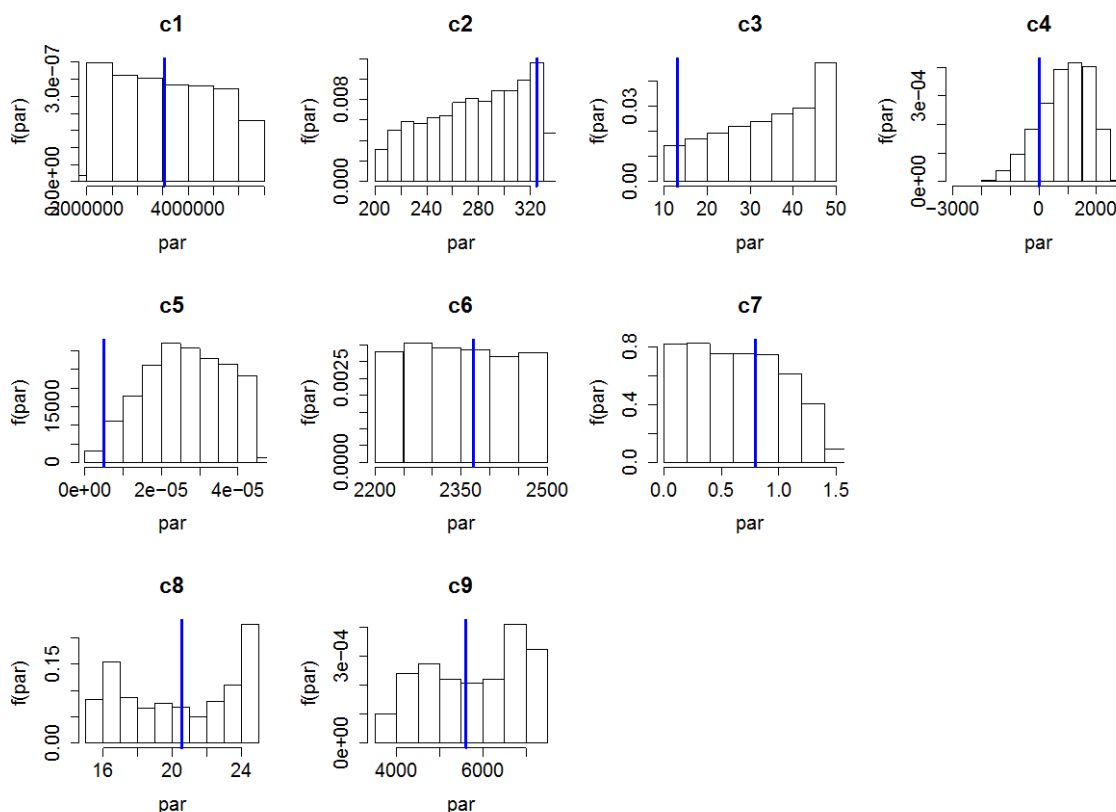 c1
f(par)
0.0e+00
3.0e-07
4000000
par
c2
f(par)
0.000
0.008
200
240
280
320
par
c3
f(par)
0.00
0.03
10
20
30
40
50
par
c4
f(par)
0e+00
3e-04
−3000
0
2000
par
c5
f(par)
0
15000
0e+00
2e-05
4e-05
par
c6
f(par)
0.0000
0.0025
2200
2350
2500
par
c7
f(par)
0.0
0.4
0.8
0.0
0.5
1.0
1.5
par
c8
f(par)
0.00
0.15
16
20
24
par
c9
f(par)
0e+00
3e-04
4000
6000
par